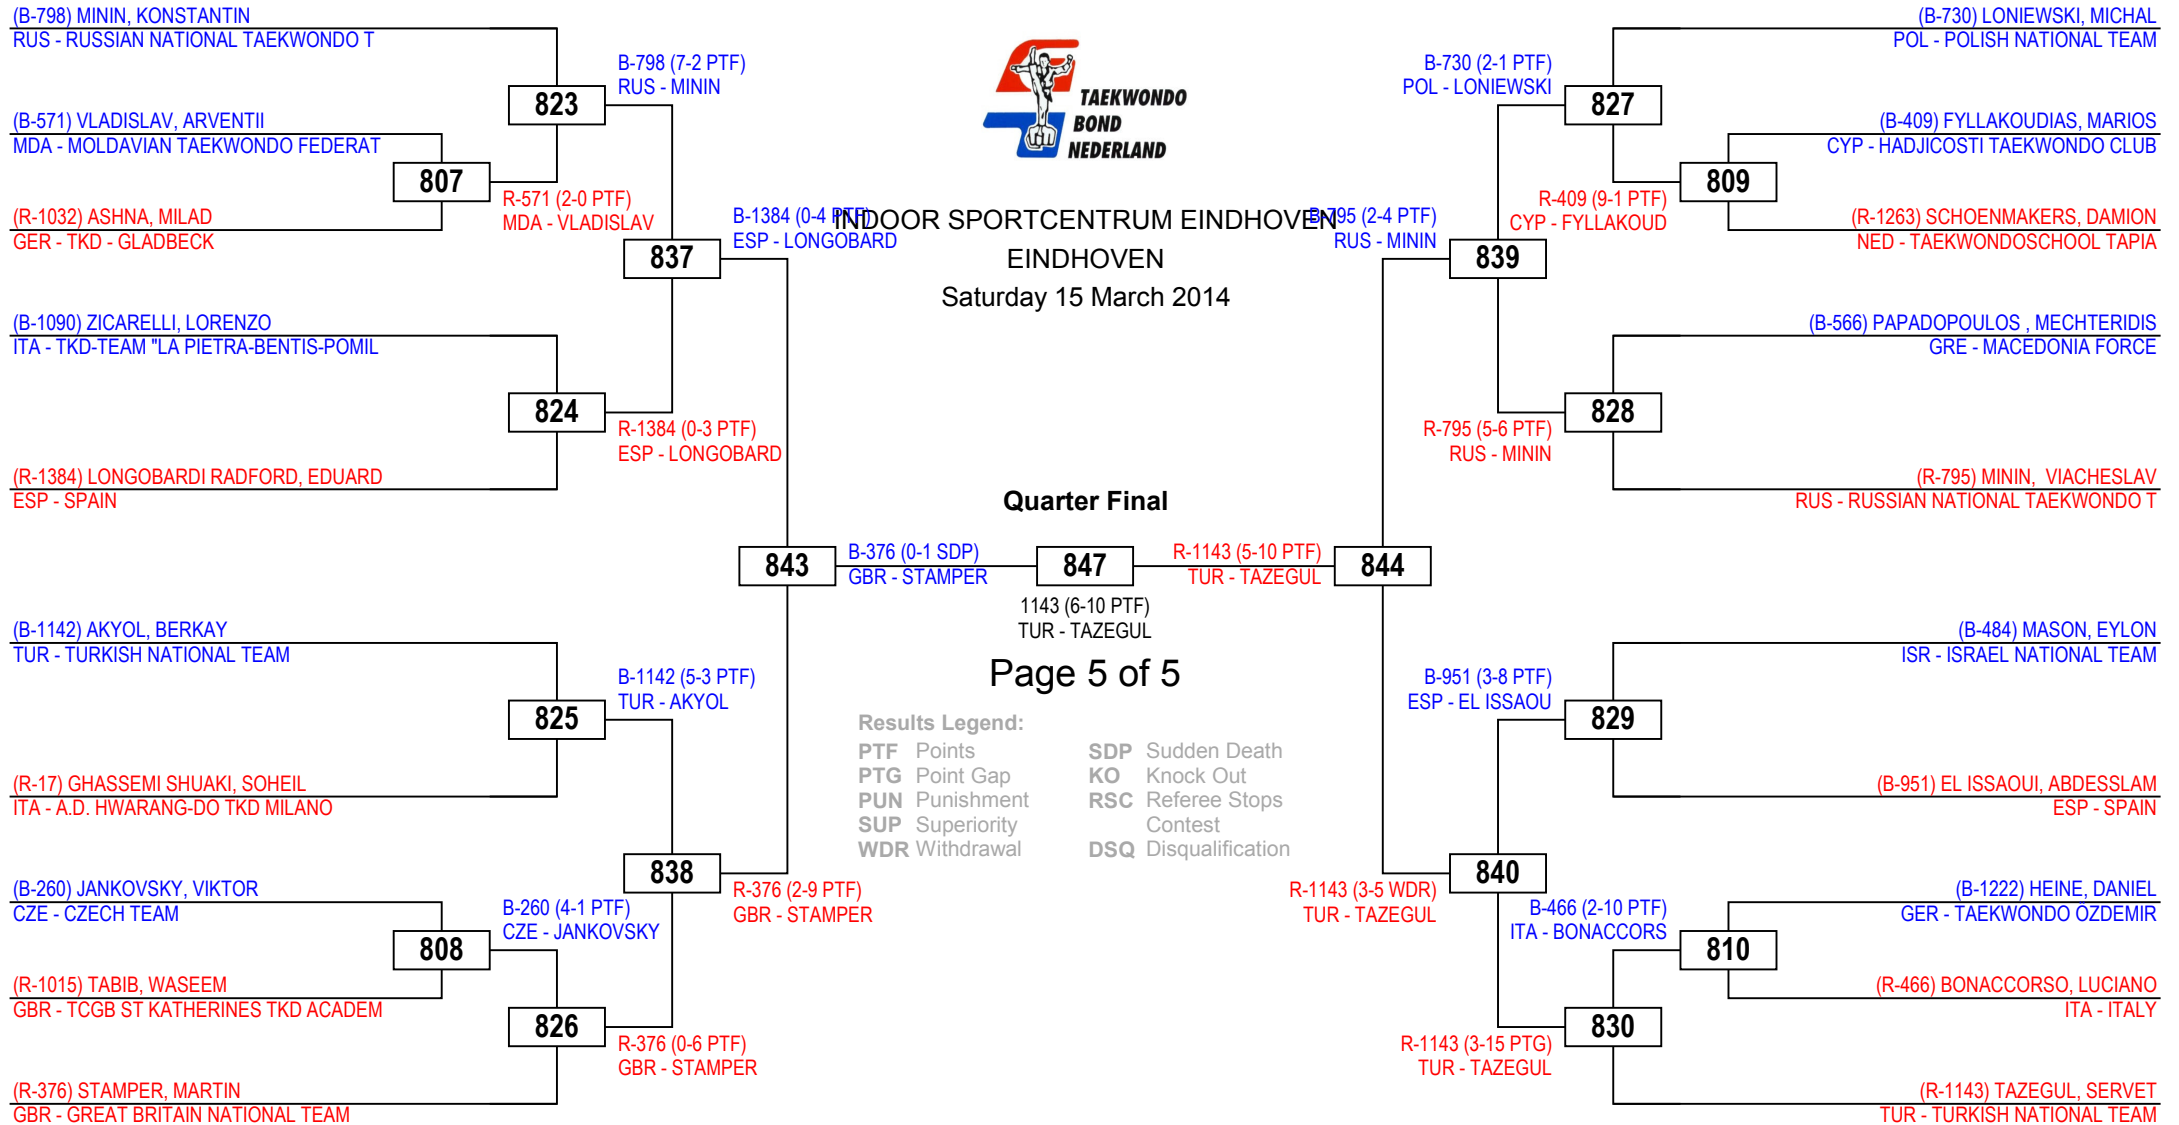 (B-798) MININ, KONSTANTIN
RUS - RUSSIAN NATIONAL TAEKWONDO T
(B-571) VLADISLAV, ARVENTII
MDA - MOLDAVIAN TAEKWONDO FEDERAT
(R-1032) ASHNA, MILAD
GER - TKD - GLADBECK
(B-1090) ZICARELLI, LORENZO
ITA - TKD-TEAM "LA PIETRA-BENTIS-POMIL
(R-1384) LONGOBARDI RADFORD, EDUARD
ESP - SPAIN
(B-1142) AKYOL, BERKAY
TUR - TURKISH NATIONAL TEAM
(R-17) GHASSEMI SHUAKI, SOHEIL
ITA - A.D. HWARANG-DO TKD MILANO
(B-260) JANKOVSKY, VIKTOR
CZE - CZECH TEAM
(R-1015) TABIB, WASEEM
GBR - TCGB ST KATHERINES TKD ACADEM
(R-376) STAMPER, MARTIN
GBR - GREAT BRITAIN NATIONAL TEAM
807
R-571 (2-0 PTF)
MDA - VLADISLAV
808
B-260 (4-1 PTF)
CZE - JANKOVSKY
823
B-798 (7-2 PTF)
RUS - MININ
824
R-1384 (0-3 PTF)
ESP - LONGOBARD
825
B-1142 (5-3 PTF)
TUR - AKYOL
826
R-376 (0-6 PTF)
GBR - STAMPER
837
B-1384 (0-4 PTF)
ESP - LONGOBARD
838
R-376 (2-9 PTF)
GBR - STAMPER
843
B-376 (0-1 SDP)
GBR - STAMPER
TAEKWONDO
BOND
NEDERLAND
INDOOR SPORTCENTRUM EINDHOVEN
EINDHOVEN
Saturday 15 March 2014
Quarter Final
847
1143 (6-10 PTF)
TUR - TAZEGUL
Page 5 of 5
Results Legend:
PTF Points
PTG Point Gap
PUN Punishment
SUP Superiority
WDR Withdrawal
SDP Sudden Death
KO Knock Out
RSC Referee Stops
Contest
DSQ Disqualification
R-1143 (5-10 PTF)
TUR - TAZEGUL
844
B-795 (2-4 PTF)
RUS - MININ
839
R-1143 (3-5 WDR)
TUR - TAZEGUL
840
B-730 (2-1 PTF)
POL - LONIEWSKI
827
R-795 (5-6 PTF)
RUS - MININ
828
B-951 (3-8 PTF)
ESP - EL ISSAOU
829
R-1143 (3-15 PTG)
TUR - TAZEGUL
830
R-409 (9-1 PTF)
CYP - FYLLAKOUD
809
B-466 (2-10 PTF)
ITA - BONACCORS
810
(B-730) LONIEWSKI, MICHAL
POL - POLISH NATIONAL TEAM
(B-409) FYLLAKOUDIAS, MARIOS
CYP - HADJICOSTI TAEKWONDO CLUB
(R-1263) SCHOENMAKERS, DAMION
NED - TAEKWONDOSCHOOL TAPIA
(B-566) PAPADOPOULOS , MECHTERIDIS
GRE - MACEDONIA FORCE
(R-795) MININ,  VIACHESLAV
RUS - RUSSIAN NATIONAL TAEKWONDO T
(B-484) MASON, EYLON
ISR - ISRAEL NATIONAL TEAM
(B-951) EL ISSAOUI, ABDESSLAM
ESP - SPAIN
(B-1222) HEINE, DANIEL
GER - TAEKWONDO ÖZDEMIR
(R-466) BONACCORSO, LUCIANO
ITA - ITALY
(R-1143) TAZEGUL, SERVET
TUR - TURKISH NATIONAL TEAM